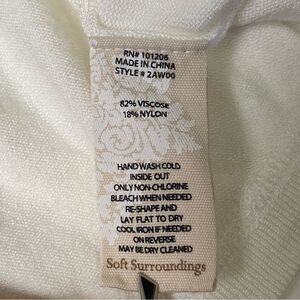 RN# 101206
MADE IN CHINA
STYLE # 2AW00
82% VISCOSE
18% NYLON
HAND WASH COLD
INSIDE OUT
ONLY NON-CHLORINE
BLEACH WHEN NEEDED
RE-SHAPE AND
LAY FLAT TO DRY
COOL IRON IF NEEDED
ON REVERSE
MAY BE DRY CLEANED
Soft Surroundings